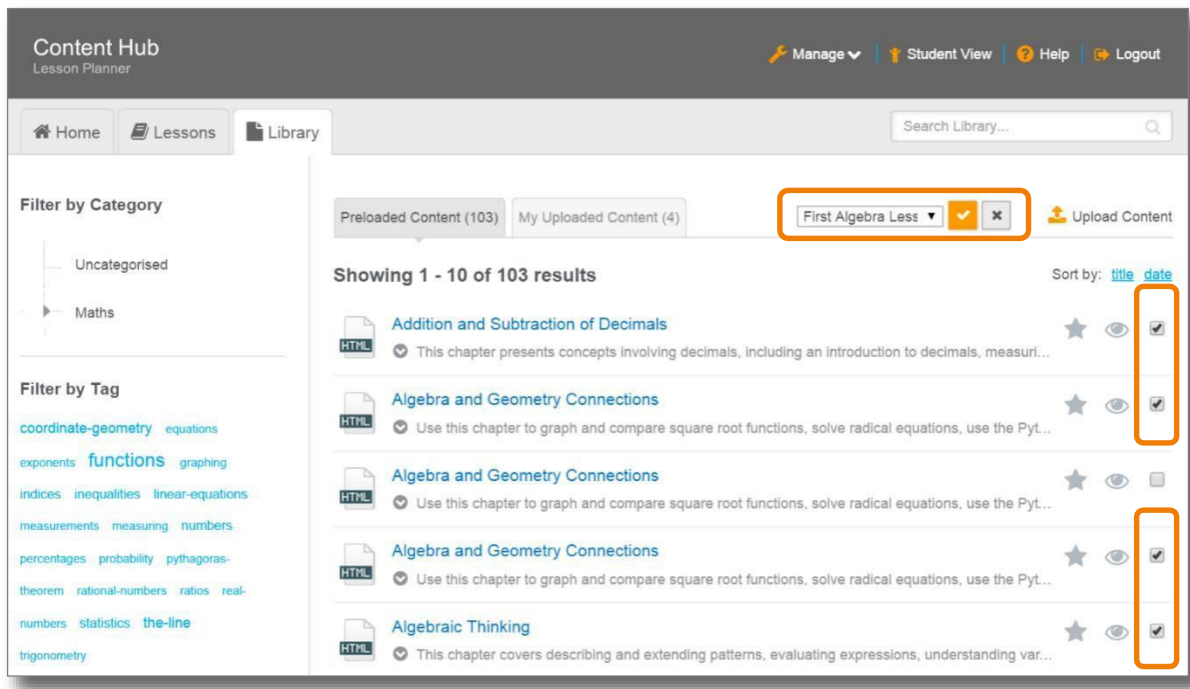 Content Hub
Lesson Planner
Manage
Student View
Help
Logout
Home
Lessons
Library
Search Library...
Filter by Category
Uncategorised
Maths
Filter by Tag
coordinate-geometry equations
exponents functions graphing
indices inequalities linear-equations
measurements measuring numbers
percentages probability pythagoras-
theorem rational-numbers ratios real-
numbers statistics the-line
trigonometry
Preloaded Content (103)
My Uploaded Content (4)
First Algebra Less
Upload Content
Showing 1 - 10 of 103 results
Sort by: title date
HTML
Addition and Subtraction of Decimals
This chapter presents concepts involving decimals, including an introduction to decimals, measuri...
HTML
Algebra and Geometry Connections
Use this chapter to graph and compare square root functions, solve radical equations, use the Pyt...
HTML
Algebra and Geometry Connections
Use this chapter to graph and compare square root functions, solve radical equations, use the Pyt...
HTML
Algebra and Geometry Connections
Use this chapter to graph and compare square root functions, solve radical equations, use the Pyt...
HTML
Algebraic Thinking
This chapter covers describing and extending patterns, evaluating expressions, understanding var...